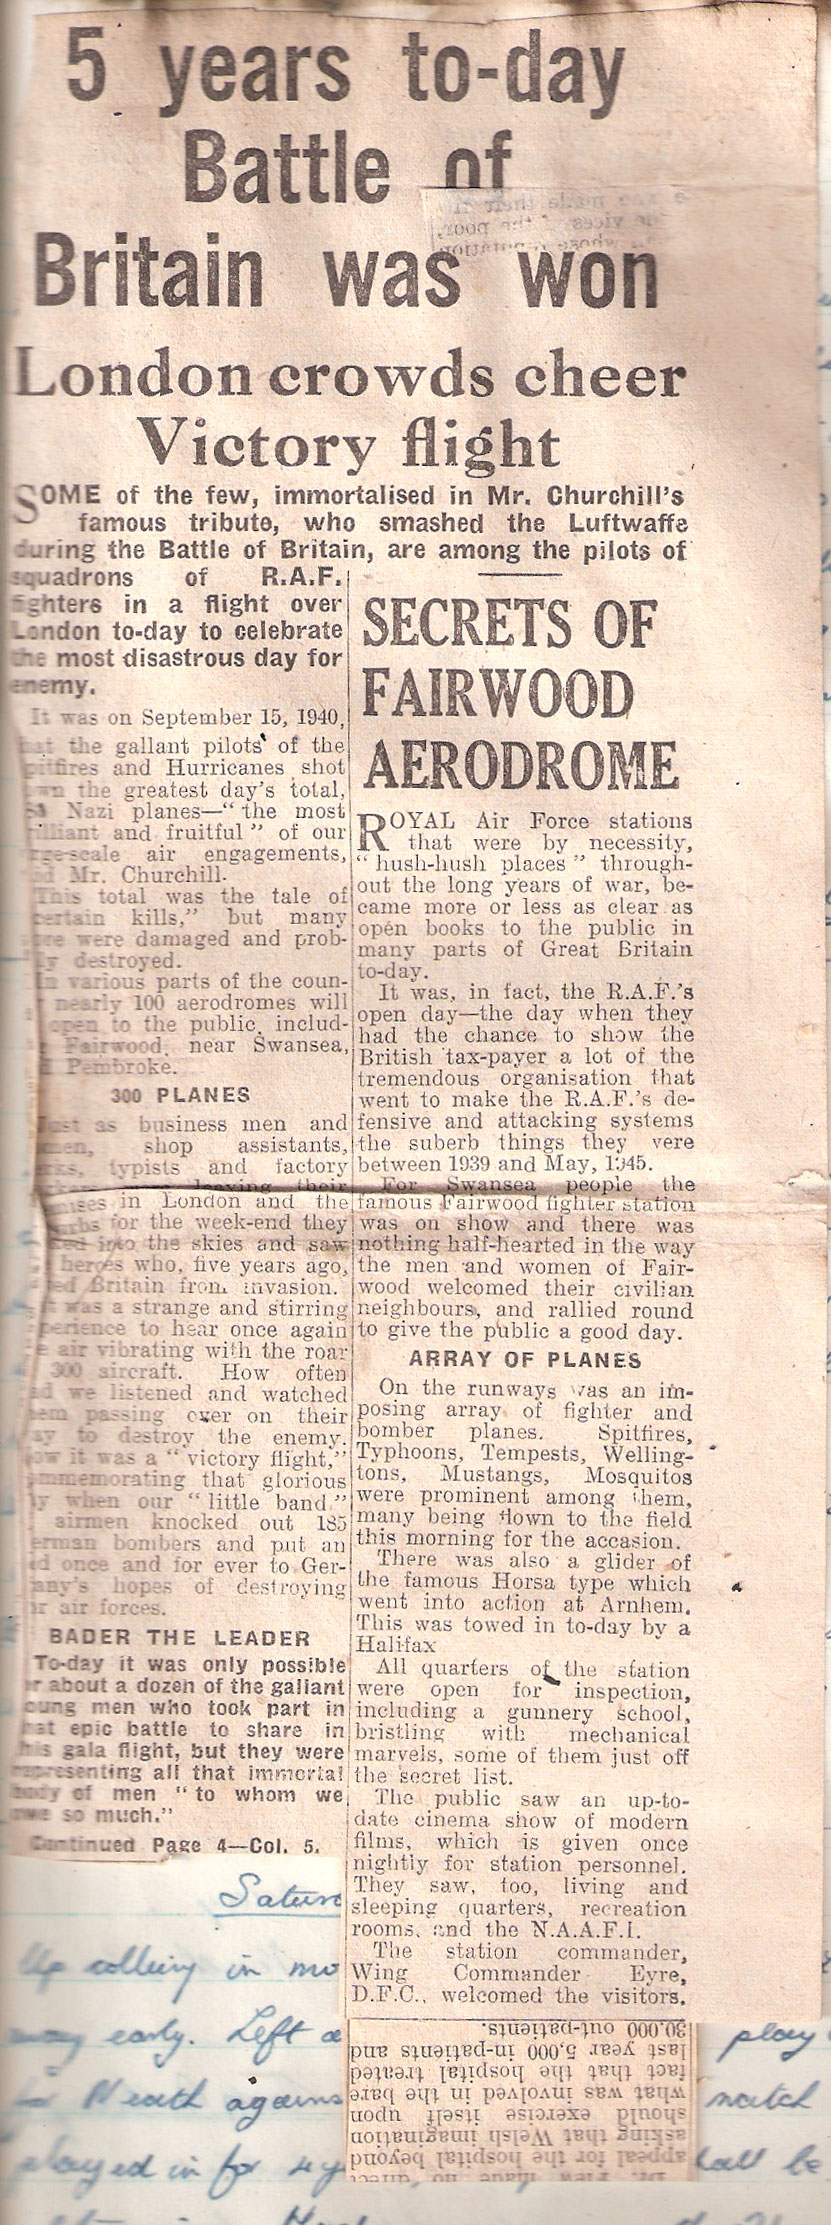 5 years to-day
Battle of
Britain was won
London crowds cheer
Victory flight
SOME of the few, immortalised in Mr. Churchill's
famous tribute, who smashed the Luftwaffe
during the Battle of Britain, are among the pilots of
squadrons of R.A.F.
fighters in a flight over
London to-day to celebrate
the most disastrous day for
enemy.
It was on September 15, 1940,
the gallant pilots of the
and Hurricanes shot
the greatest day's total,
Nazi planes—"the most
and fruitful" of our
air engagements,
Mr. Churchill.
This total was the tale of
kills," but many
were damaged and prob-
destroyed.
In various parts of the coun-
nearly 100 aerodromes will
open to the public, includ-
Fairwood, near Swansea,
Pembroke.
300 PLANES
Just as business men and
shop assistants,
typists and factory
leaving their
in London and the
for the week-end they
into the skies and saw
heroes who, five years ago,
Britain from invasion.
It was a strange and stirring
to hear once again
air vibrating with the roar
300 aircraft. How often
we listened and watched
passing over on their
to destroy the enemy.
it was a "victory flight,"
that glorious
when our "little band"
airmen knocked out 185
bombers and put an
once and for ever to Ger-
hopes of destroying
air forces.
BADER THE LEADER
To-day it was only possible
about a dozen of the gallant
young men who took part in
epic battle to share in
gala flight, but they were
representing all that immortal
body of men "to whom we
owe so much."
Continued Page 4—Col. 5.
SECRETS OF
FAIRWOOD
AERODROME
ROYAL Air Force stations
that were by necessity,
"hush-hush places" through-
out the long years of war, be-
came more or less as clear as
open books to the public in
many parts of Great Britain
to-day.
It was, in fact, the R.A.F.'s
open day—the day when they
had the chance to show the
British tax-payer a lot of the
tremendous organisation that
went to make the R.A.F.'s de-
fensive and attacking systems
the suberb things they were
between 1939 and May, 1945.
For Swansea people the
famous Fairwood fighter station
was on show and there was
nothing half-hearted in the way
the men and women of Fair-
wood welcomed their civilian
neighbours, and rallied round
to give the public a good day.
ARRAY OF PLANES
On the runways was an im-
posing array of fighter and
bomber planes. Spitfires,
Typhoons, Tempests, Welling-
tons, Mustangs, Mosquitos
were prominent among them,
many being flown to the field
this morning for the accasion.
There was also a glider of
the famous Horsa type which
went into action at Arnhem.
This was towed in to-day by a
Halifax
All quarters of the station
were open for inspection,
including a gunnery school,
bristling with mechanical
marvels, some of them just off
the secret list.
The public saw an up-to-
date cinema show of modern
films, which is given once
nightly for station personnel.
They saw, too, living and
sleeping quarters, recreation
rooms, and the N.A.A.F.I.
The station commander,
Wing Commander Eyre,
D.F.C., welcomed the visitors.
appeal for the hospital beyond
asking that Welsh imagination
should exercise itself upon
what was involved in the bare
fact that the hospital treated
last year 5,000 in-patients and
30,000 out-patients.
in
early. Left
play
Neath
match
played in for
be